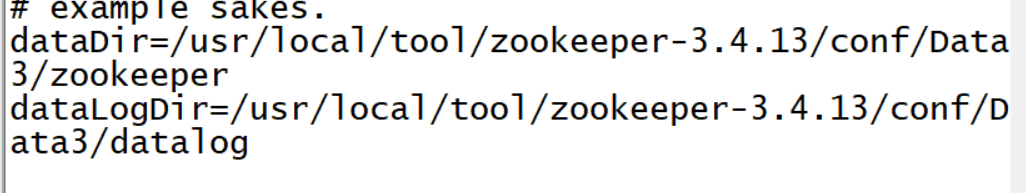 # example sakes.
dataDir=/usr/local/tool/zookeeper-3.4.13/conf/Data
3/zookeeper
dataLogDir=/usr/local/tool/zookeeper-3.4.13/conf/D
ata3/datalog